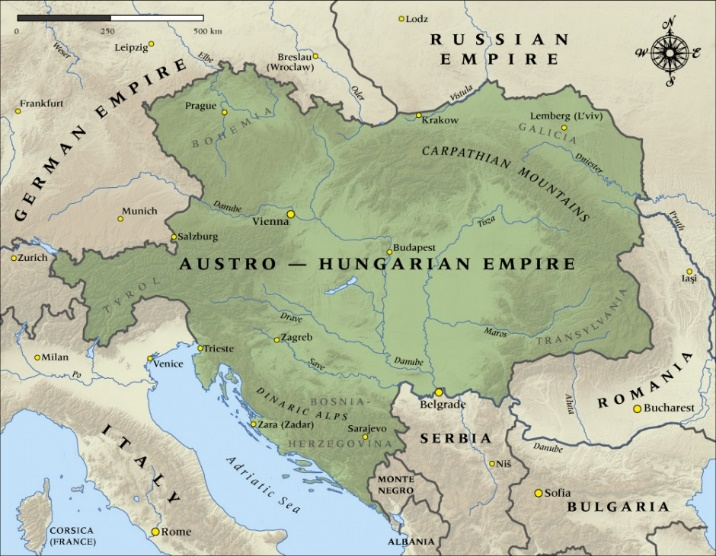 0 250 500 km
N
W E
S
Lodz
RUSSIAN
EMPIRE
Weser
Leipzig
Elbe
Breslau
(Wroclaw)
Oder
Vistula
Frankfurt
GERMAN EMPIRE
Prague
BOHEMIA
Krakow
Lemberg (L'viv)
GALICIA
Dniester
CARPATHIAN MOUNTAINS
Munich
Danube
Vienna
Tisza
Pruth
Salzburg
Budapest
Zurich
AUSTRO — HUNGARIAN EMPIRE
Iaşi
TYROL
Drave
Maros
TRANSYLVANIA
Zagreb
Milan
Trieste
Venice
Save
Danube
Po
ROMANIA
Aluta
Belgrade
Bucharest
DINARIC ALPS
BOSNIA-
HERZEGOVINA
Zara (Zadar)
Sarajevo
SERBIA
Danube
ITALY
Adriatic Sea
Niš
MONTE
NEGRO
Sofia
BULGARIA
CORSICA
(FRANCE)
Rome
ALBANIA